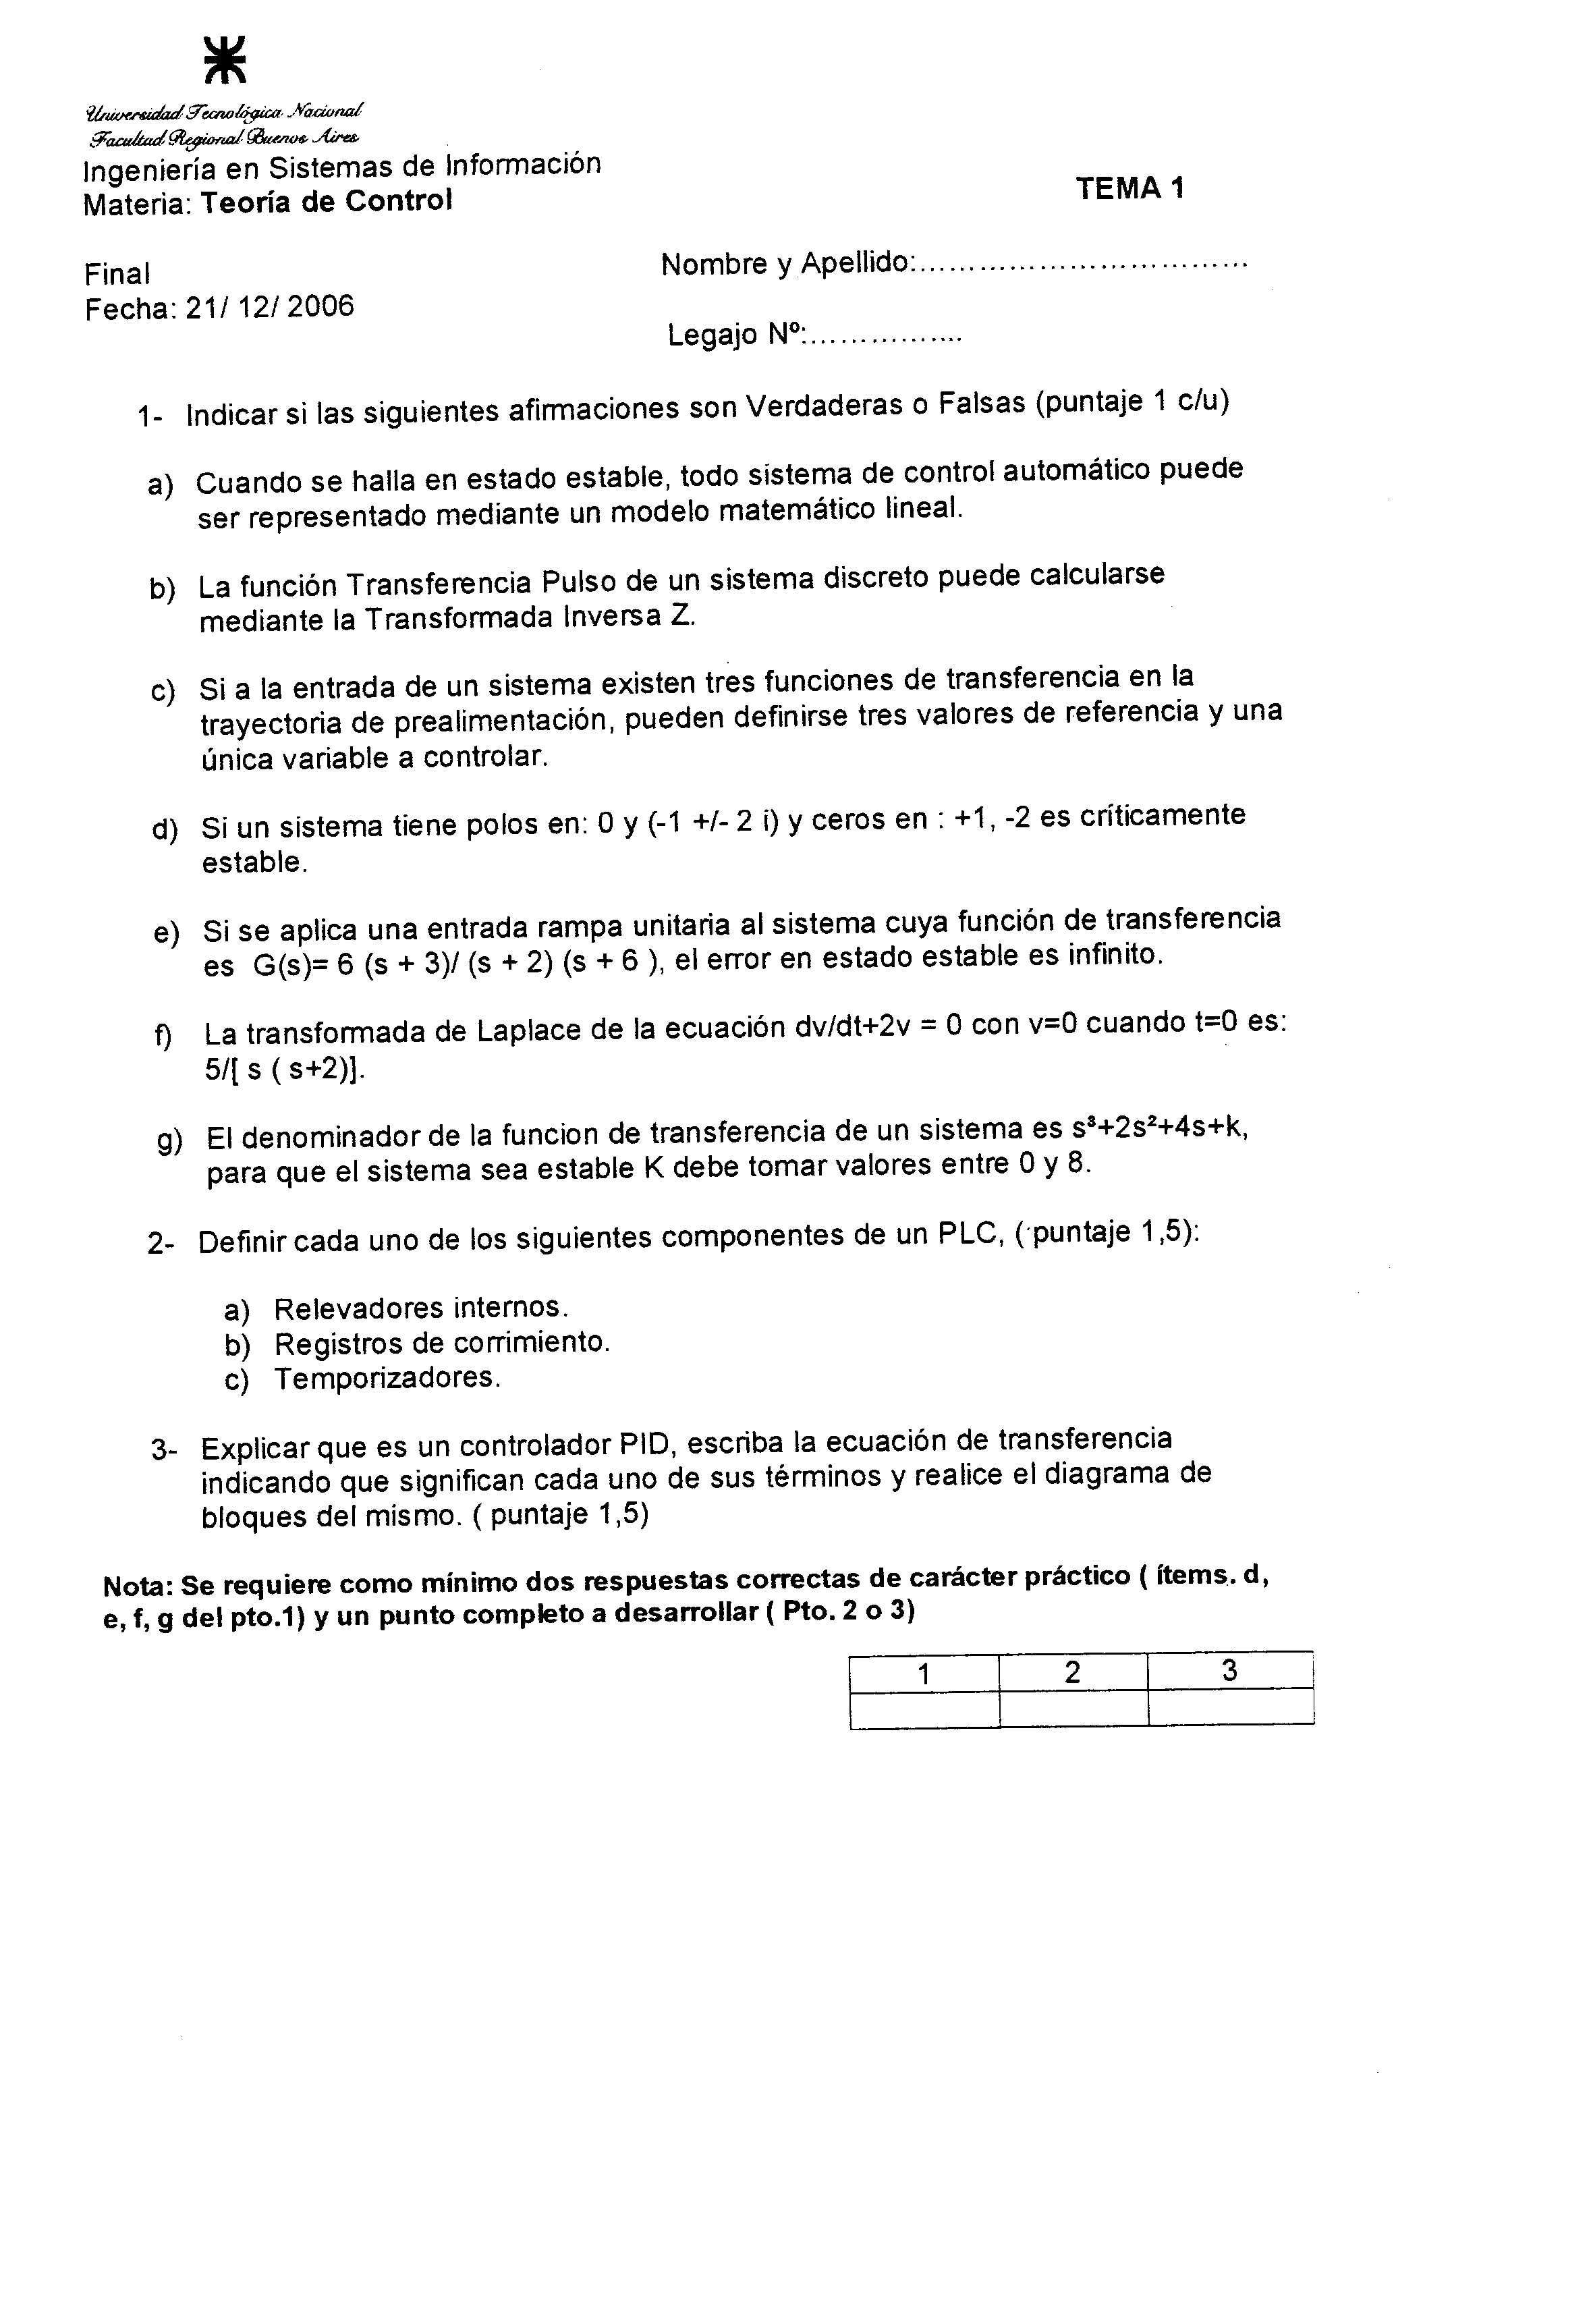 Universidad Tecnológica Nacional
Facultad Regional Buenos Aires
Ingeniería en Sistemas de Información
Materia: Teoría de Control
TEMA 1
Final
Fecha: 21/ 12/ 2006
Nombre y Apellido:.................................
Legajo Nº:.................
1- Indicar si las siguientes afirmaciones son Verdaderas o Falsas (puntaje 1 c/u)
a) Cuando se halla en estado estable, todo sistema de control automático puede
ser representado mediante un modelo matemático lineal.
b) La función Transferencia Pulso de un sistema discreto puede calcularse
mediante la Transformada Inversa Z.
c) Si a la entrada de un sistema existen tres funciones de transferencia en la
trayectoria de prealimentación, pueden definirse tres valores de referencia y una
única variable a controlar.
d) Si un sistema tiene polos en: 0 y (-1 +/- 2 i) y ceros en : +1, -2 es críticamente
estable.
e) Si se aplica una entrada rampa unitaria al sistema cuya función de transferencia
es G(s)= 6 (s + 3)/ (s + 2) (s + 6 ), el error en estado estable es infinito.
f) La transformada de Laplace de la ecuación dv/dt+2v = 0 con v=0 cuando t=0 es:
5/[ s ( s+2)].
g) El denominador de la funcion de transferencia de un sistema es s³+2s²+4s+k,
para que el sistema sea estable K debe tomar valores entre 0 y 8.
2- Definir cada uno de los siguientes componentes de un PLC, ( puntaje 1,5):
a) Relevadores internos.
b) Registros de corrimiento.
c) Temporizadores.
3- Explicar que es un controlador PID, escriba la ecuación de transferencia
indicando que significan cada uno de sus términos y realice el diagrama de
bloques del mismo. ( puntaje 1,5)
Nota: Se requiere como mínimo dos respuestas correctas de carácter práctico ( ítems. d,
e, f, g del pto.1) y un punto completo a desarrollar ( Pto. 2 o 3)
1 2 3